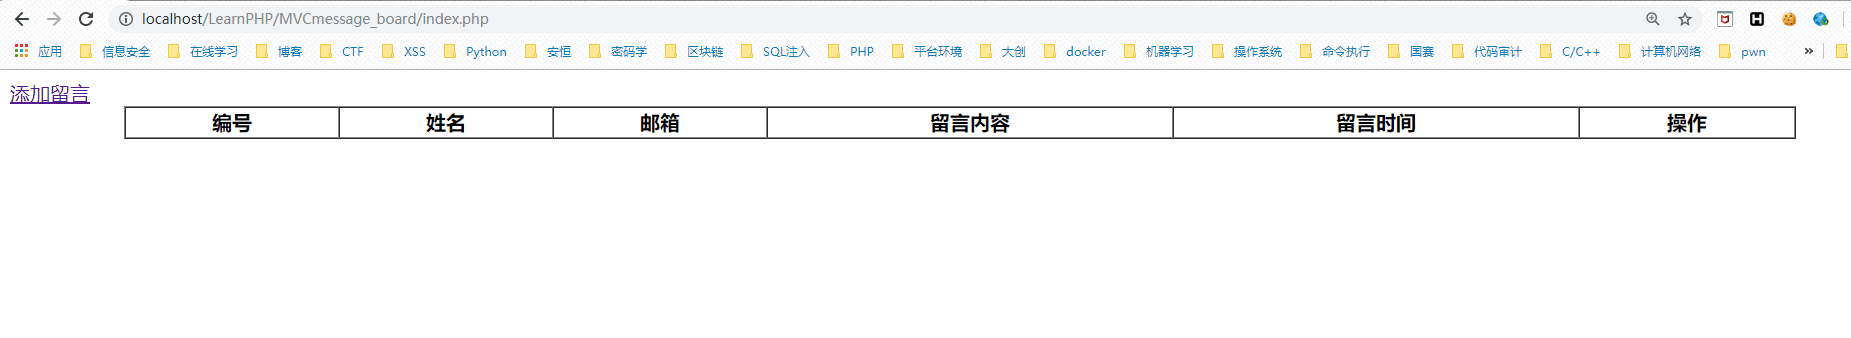 localhost/LearnPHP/MVCmessage_board/index.php
应用 信息安全 在线学习 博客 CTF XSS Python 安恒 密码学 区块链 SQL注入 PHP 平台环境 大创 docker 机器学习 操作系统 命令执行 国赛 代码审计 C/C++ 计算机网络 pwn »
添加留言
编号 姓名 邮箱 留言内容 留言时间 操作